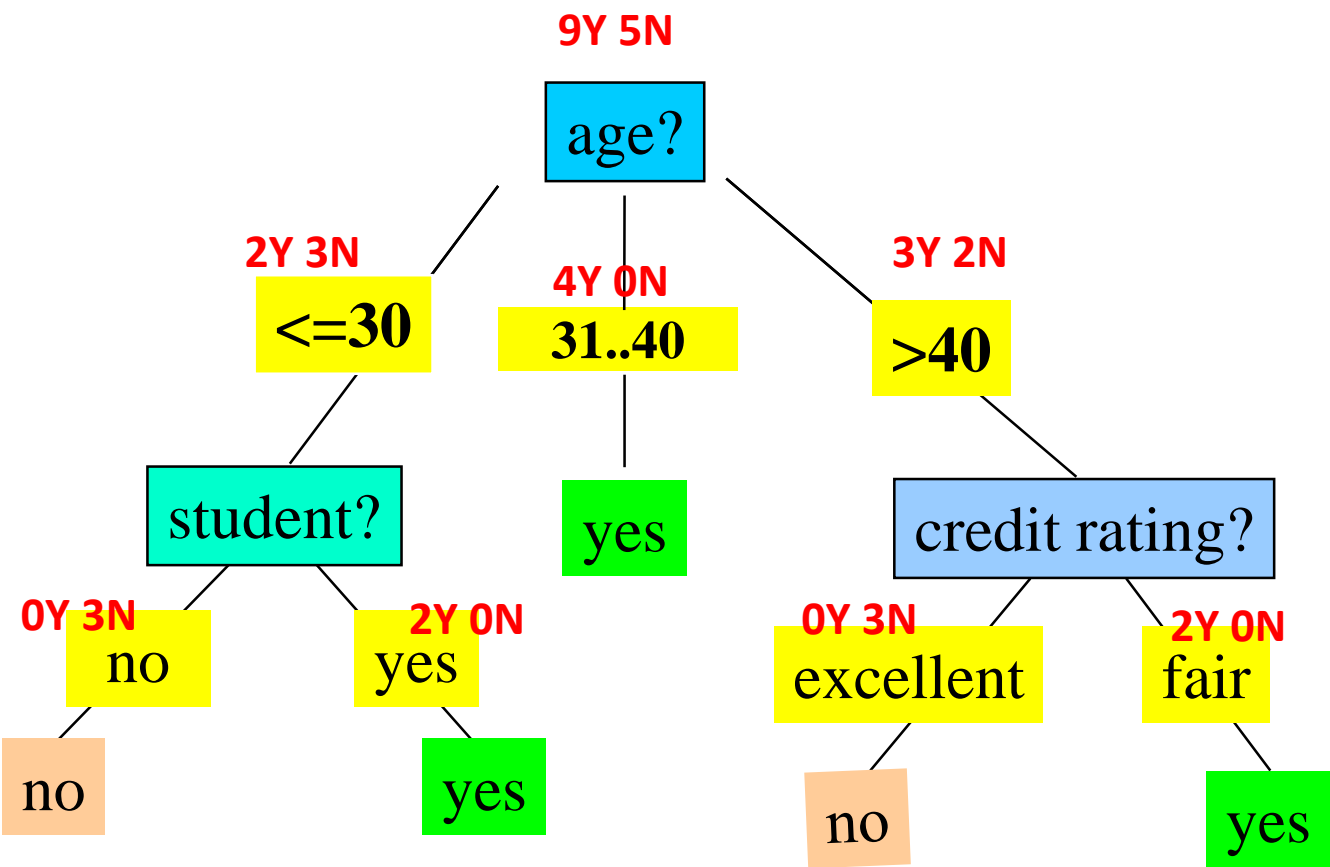 9Y 5N
age?
2Y 3N
4Y 0N
3Y 2N
<=30
31..40
>40
student?
yes
credit rating?
0Y 3N
2Y 0N
0Y 3N
2Y 0N
no
yes
excellent
fair
no
yes
no
yes